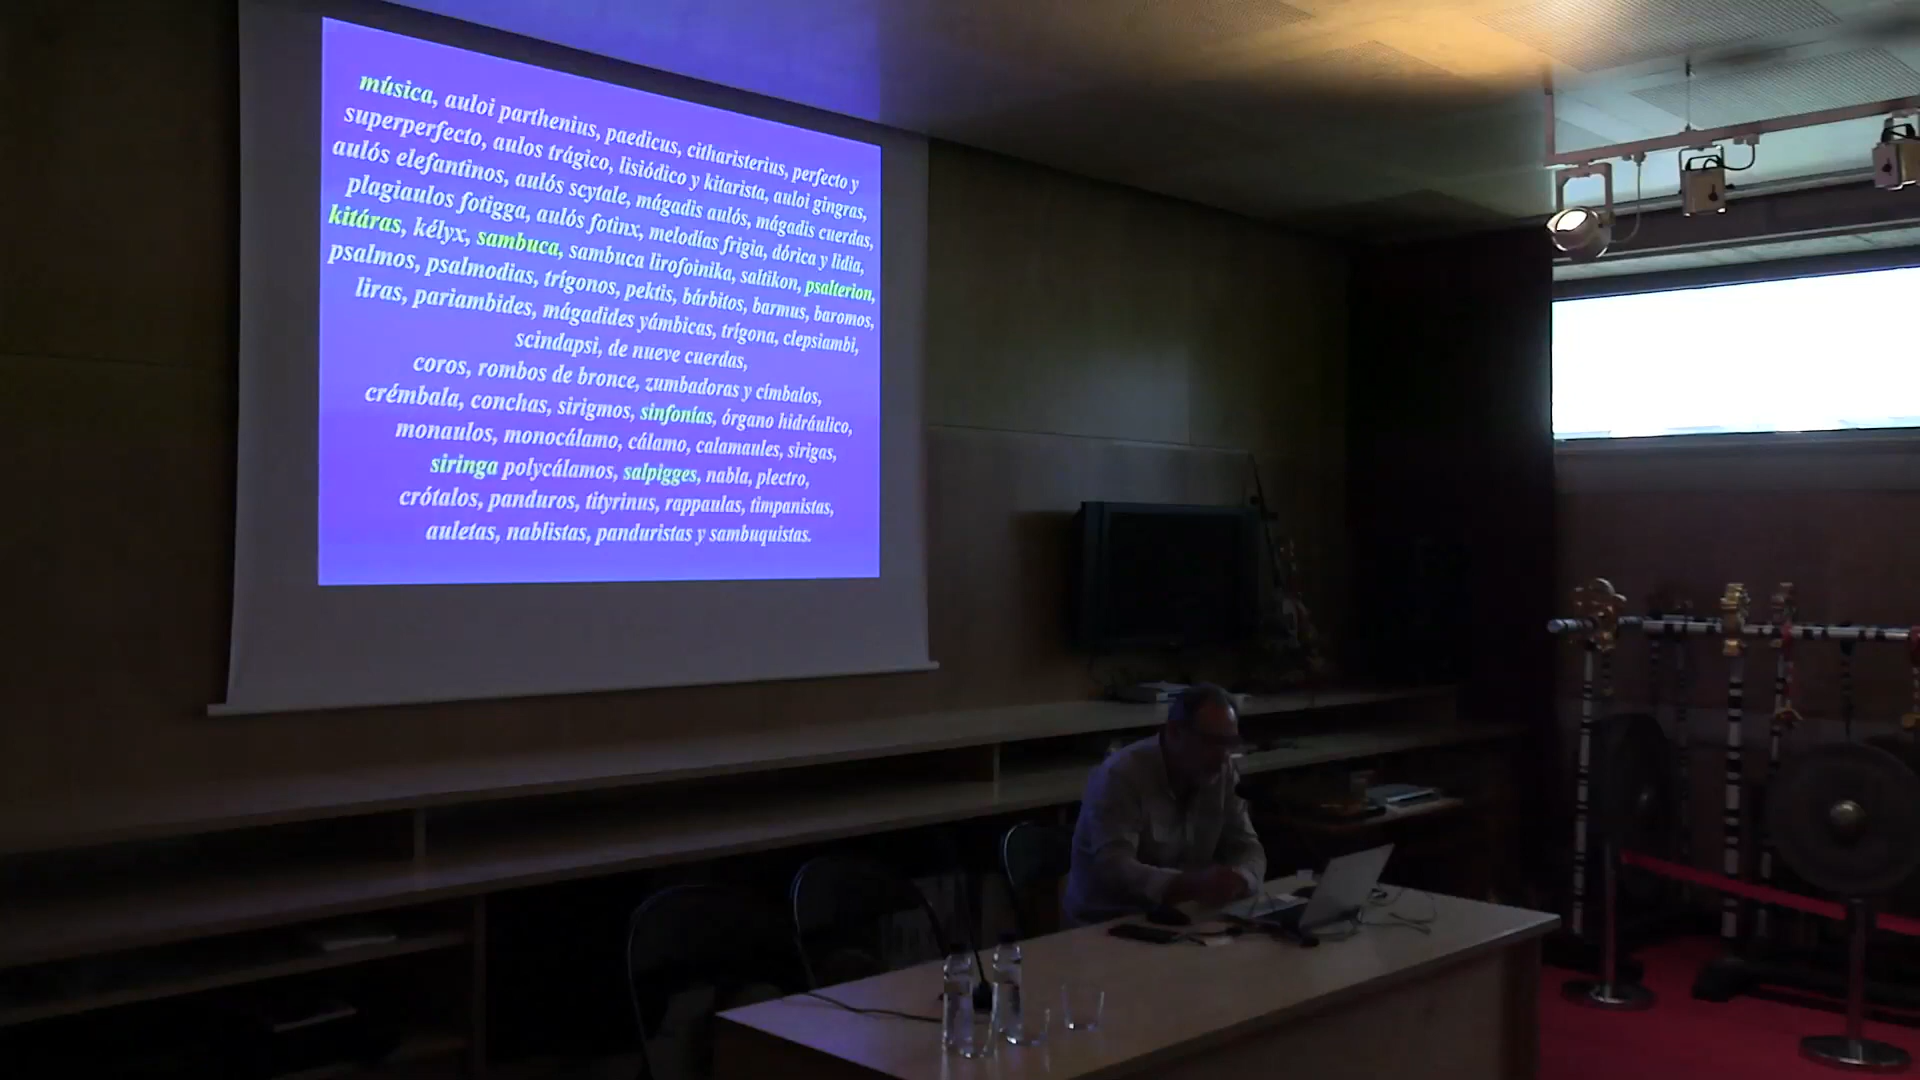 música, auloi parthenius, paedicus, citharisterius, perfecto y
superperfecto, aulos trágico, lisiódico y kitarista, auloi gingras,
aulós elefantinos, aulós scytale, mágadis aulós, mágadis cuerdas,
plagiaulos fotigga, aulós fotinx, melodías frigia, dórica y lidia,
kitáras, kélyx, sambuca, sambuca lirofoinika, saltikon, psalterion,
psalmos, psalmodias, trígonos, pektis, bárbitos, barmus, baromos,
liras, pariambides, mágadides yámbicas, trígona, clepsiambi,
scindapsi, de nueve cuerdas,
coros, rombos de bronce, zumbadoras y címbalos,
crémbala, conchas, sirigmos, sinfonías, órgano hidráulico,
monaulos, monocálamo, cálamo, calamaules, sirigas,
siringa polycálamos, salpigges, nabla, plectro,
crótalos, panduros, tityrinus, rappaulas, timpanistas,
auletas, nablistas, panduristas y sambuquistas.